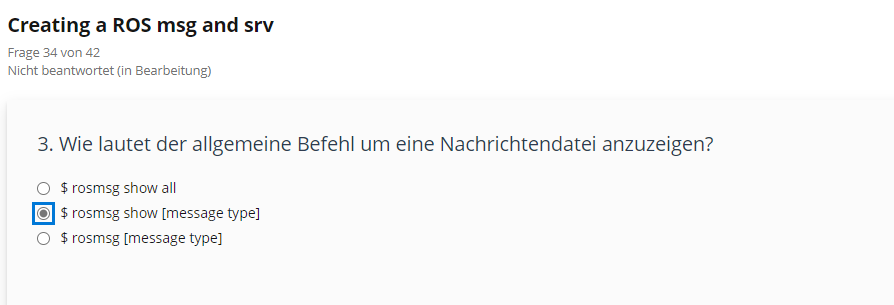 Creating a ROS msg and srv
Frage 34 von 42
Nicht beantwortet (in Bearbeitung)
3. Wie lautet der allgemeine Befehl um eine Nachrichtendatei anzuzeigen?
$ rosmsg show all
$ rosmsg show [message type]
$ rosmsg [message type]